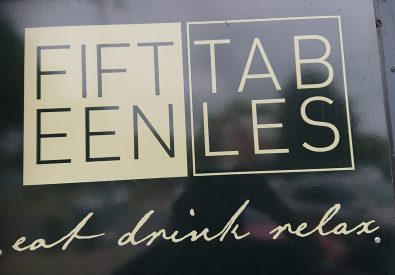 FIFT
EEN
TAB
LES
eat drink relax